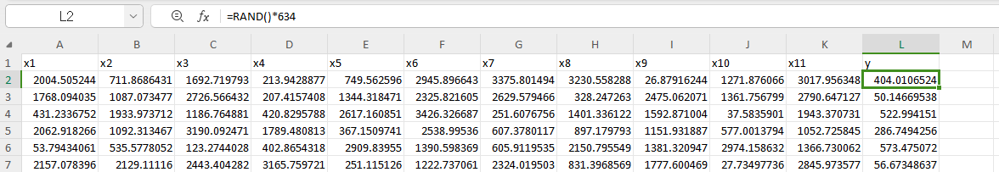 L2 fx =RAND()*634
A B C D E F G H I J K L M
1 x1 x2 x3 x4 x5 x6 x7 x8 x9 x10 x11 y
2 2004.505244 711.8686431 1692.719793 213.9428877 749.562596 2945.896643 3375.801494 3230.558288 26.87916244 1271.876066 3017.956348 404.0106524
3 1768.094035 1087.073477 2726.566432 207.4157408 1344.318471 2325.821605 2629.579466 328.247263 2475.062071 1361.756799 2790.647127 50.14669538
4 431.2336752 1933.973712 1186.764881 420.8295788 2617.160851 3426.326687 251.6076756 1401.336122 1592.871004 37.5835901 1943.370731 522.994151
5 2062.918266 1092.313467 3190.092471 1789.480813 367.1509741 2538.99536 607.3780117 897.179793 1151.931887 577.0013794 1052.725845 286.7494256
6 53.79434061 535.5778052 123.2744028 402.8654318 2909.83955 1390.598369 605.9119535 2150.795549 1381.320947 2974.158632 1366.730062 573.475072
7 2157.078396 2129.11116 2443.404282 3165.759721 251.115126 1222.737061 2324.019503 831.3968569 1777.600469 27.73497736 2845.973577 56.67348637